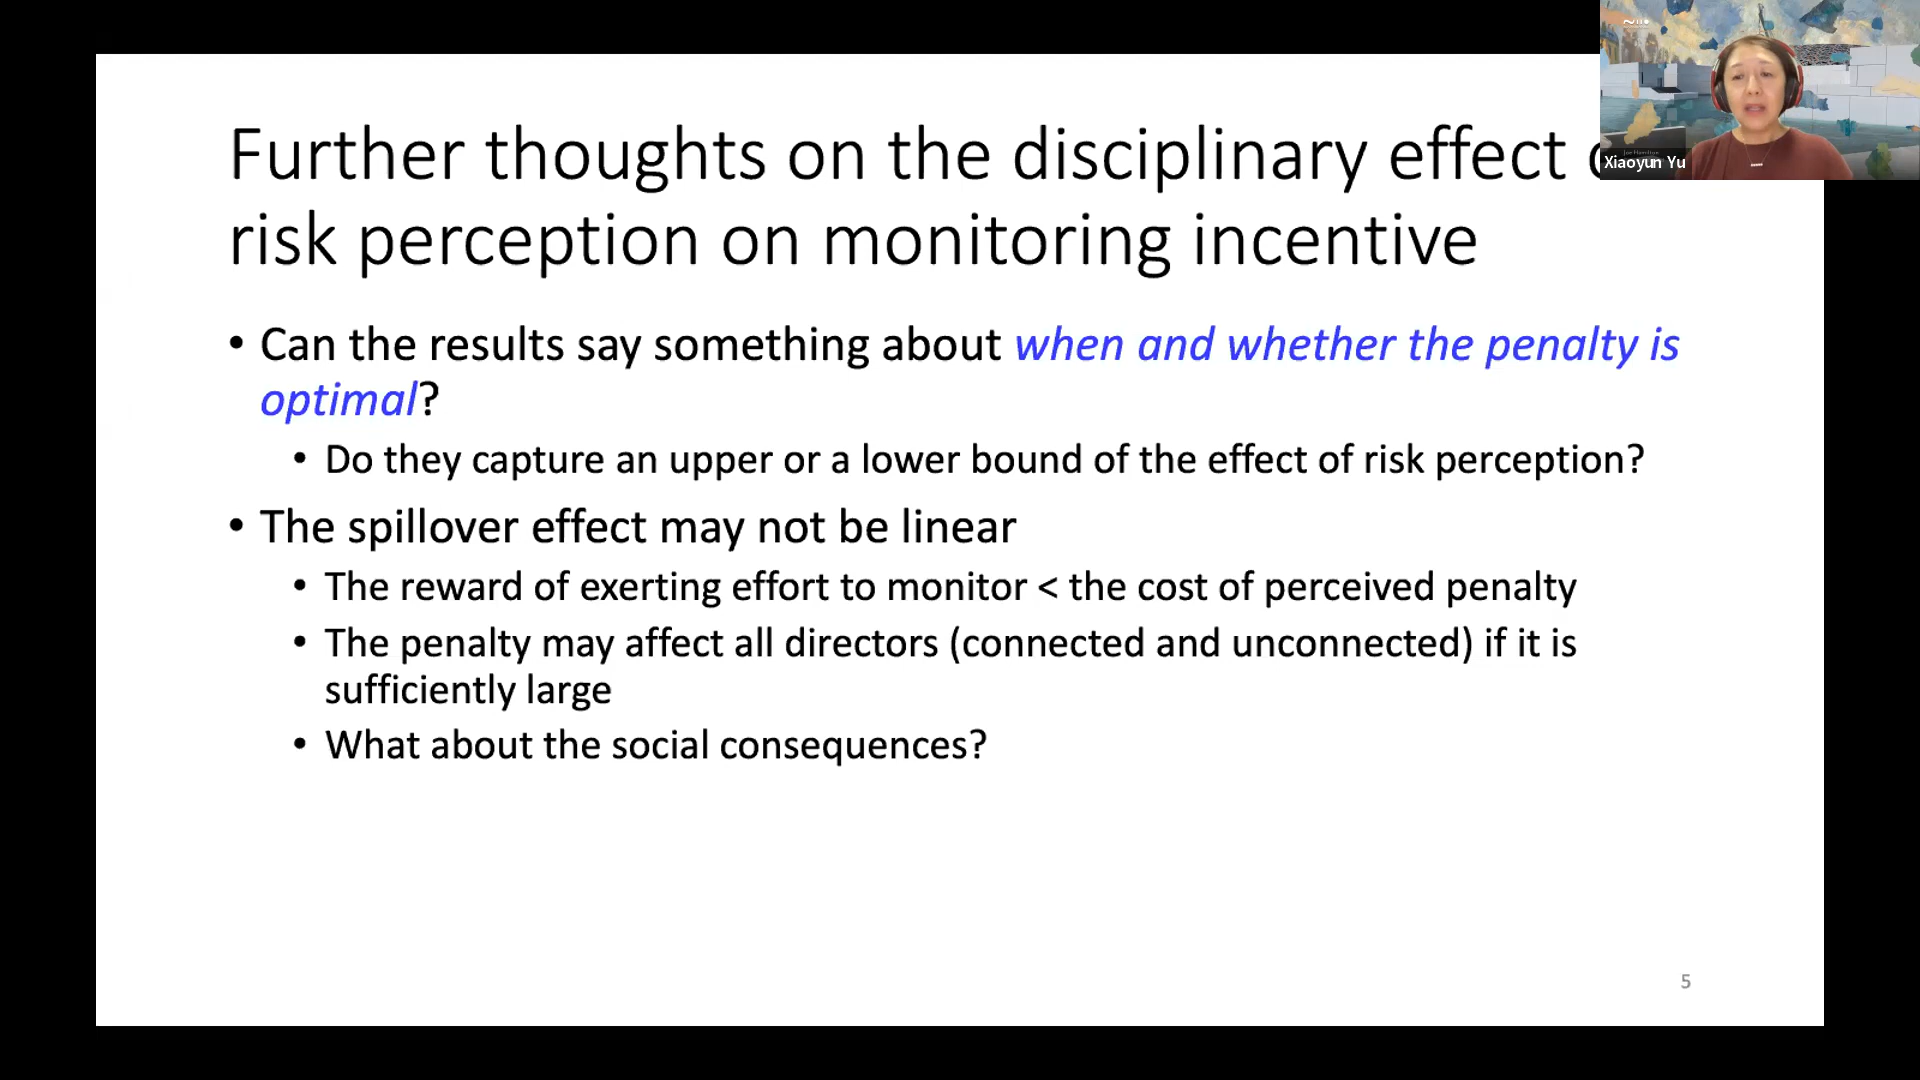 Further thoughts on the disciplinary effect
risk perception on monitoring incentive
• Can the results say something about when and whether the penalty is
optimal?
• Do they capture an upper or a lower bound of the effect of risk perception?
• The spillover effect may not be linear
• The reward of exerting effort to monitor < the cost of perceived penalty
• The penalty may affect all directors (connected and unconnected) if it is
sufficiently large
• What about the social consequences?
5
Xiaoyun Yu